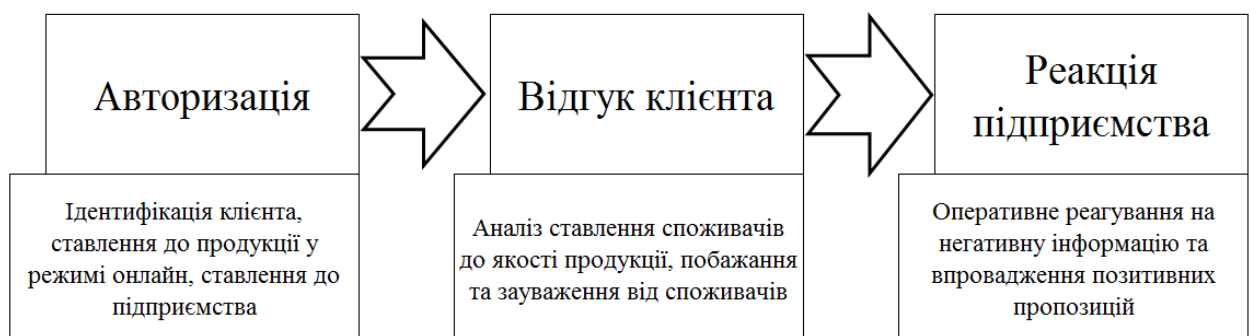 Авторизація
Ідентифікація клієнта,
ставлення до продукції у
режимі онлайн, ставлення до
підприємства
Відгук клієнта
Аналіз ставлення споживачів
до якості продукції, побажання
та зауваження від споживачів
Реакція
підприємства
Оперативне реагування на
негативну інформацію та
впровадження позитивних
пропозицій